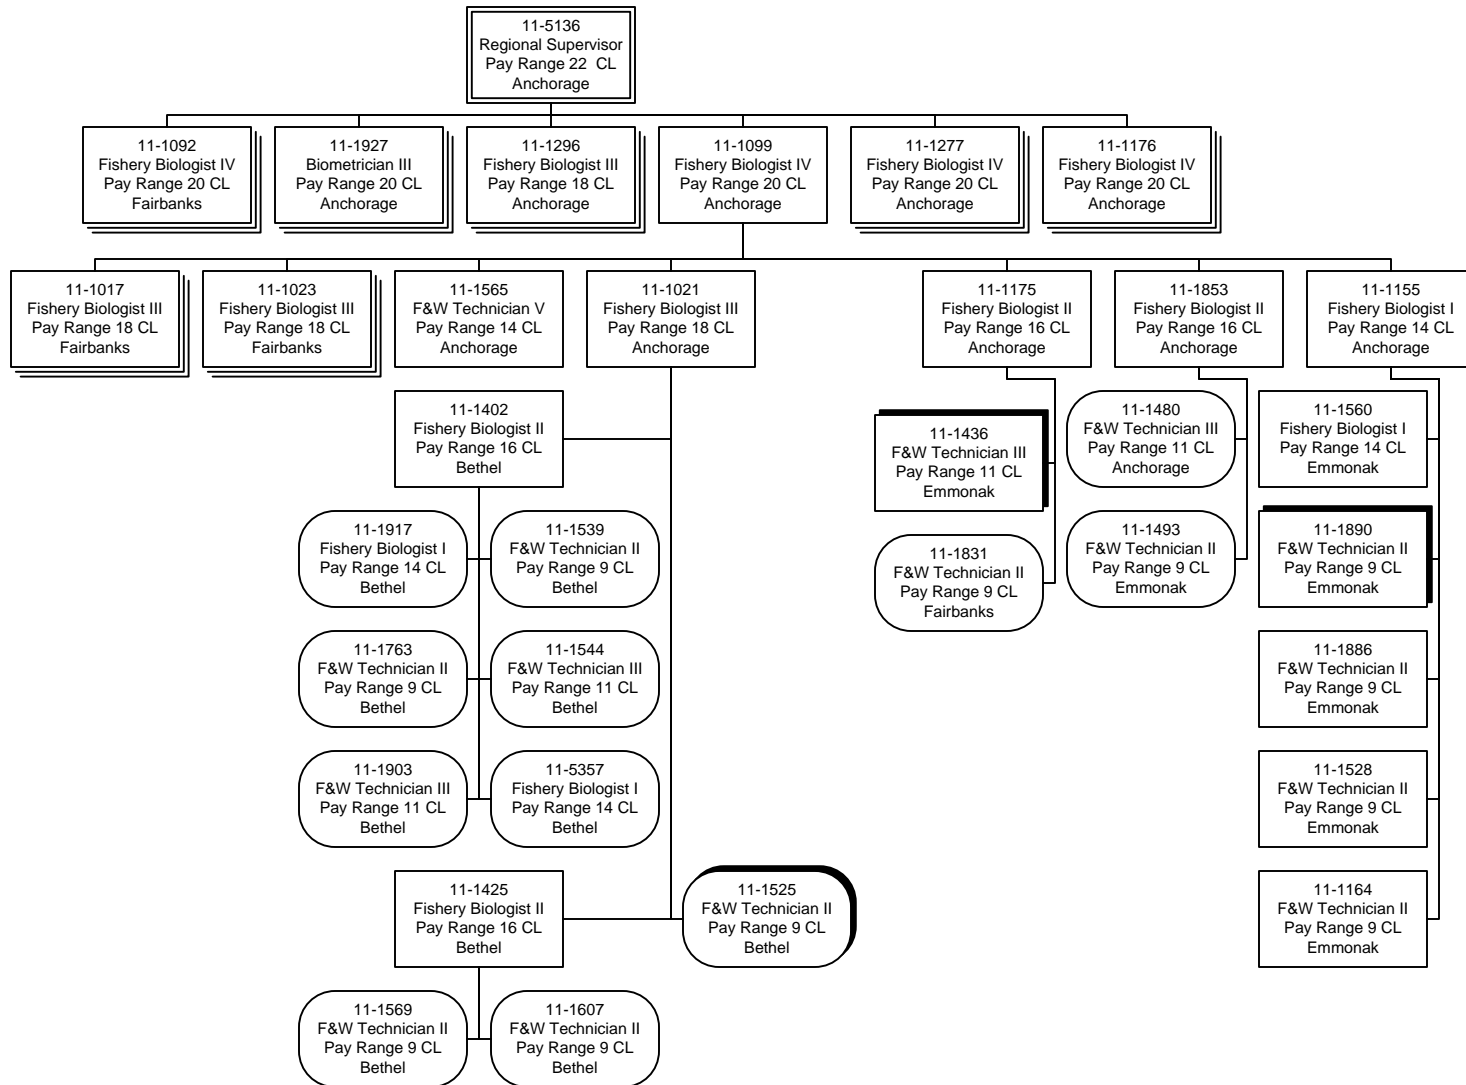 11-5136
Regional Supervisor
Pay Range 22  CL
Anchorage
11-1092
Fishery Biologist IV
Pay Range 20 CL
Fairbanks
11-1927
Biometrician III
Pay Range 20 CL
Anchorage
11-1296
Fishery Biologist III
Pay Range 18 CL
Anchorage
11-1099
Fishery Biologist IV
Pay Range 20 CL
Anchorage
11-1277
Fishery Biologist IV
Pay Range 20 CL
Anchorage
11-1176
Fishery Biologist IV
Pay Range 20 CL
Anchorage
11-1017
Fishery Biologist III
Pay Range 18 CL
Fairbanks
11-1023
Fishery Biologist III
Pay Range 18 CL
Fairbanks
11-1565
F&W Technician V
Pay Range 14 CL
Anchorage
11-1021
Fishery Biologist III
Pay Range 18 CL
Anchorage
11-1175
Fishery Biologist II
Pay Range 16 CL
Anchorage
11-1853
Fishery Biologist II
Pay Range 16 CL
Anchorage
11-1155
Fishery Biologist I
Pay Range 14 CL
Anchorage
11-1402
Fishery Biologist II
Pay Range 16 CL
Bethel
11-1436
F&W Technician III
Pay Range 11 CL
Emmonak
11-1480
F&W Technician III
Pay Range 11 CL
Anchorage
11-1560
Fishery Biologist I
Pay Range 14 CL
Emmonak
11-1917
Fishery Biologist I
Pay Range 14 CL
Bethel
11-1539
F&W Technician II
Pay Range 9 CL
Bethel
11-1831
F&W Technician II
Pay Range 9 CL
Fairbanks
11-1493
F&W Technician II
Pay Range 9 CL
Emmonak
11-1890
F&W Technician II
Pay Range 9 CL
Emmonak
11-1763
F&W Technician II
Pay Range 9 CL
Bethel
11-1544
F&W Technician III
Pay Range 11 CL
Bethel
11-1886
F&W Technician II
Pay Range 9 CL
Emmonak
11-1903
F&W Technician III
Pay Range 11 CL
Bethel
11-5357
Fishery Biologist I
Pay Range 14 CL
Bethel
11-1528
F&W Technician II
Pay Range 9 CL
Emmonak
11-1425
Fishery Biologist II
Pay Range 16 CL
Bethel
11-1525
F&W Technician II
Pay Range 9 CL
Bethel
11-1164
F&W Technician II
Pay Range 9 CL
Emmonak
11-1569
F&W Technician II
Pay Range 9 CL
Bethel
11-1607
F&W Technician II
Pay Range 9 CL
Bethel